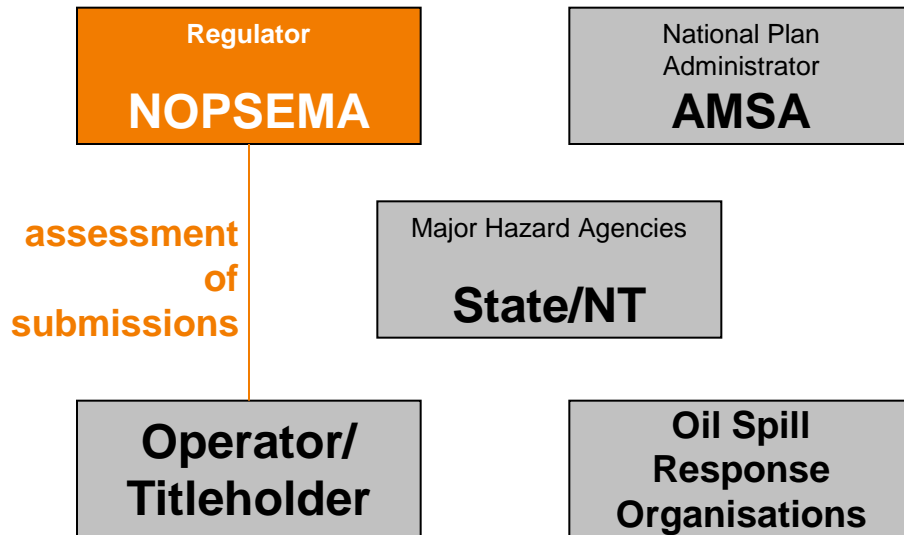 Regulator
NOPSEMA
National Plan
Administrator
AMSA
assessment
of
submissions
Major Hazard Agencies
State/NT
Operator/
Titleholder
Oil Spill
Response
Organisations